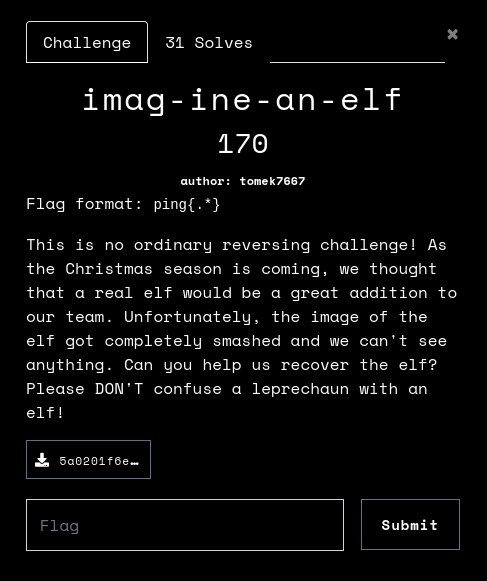 Challenge 31 Solves ×
imag-ine-an-elf
170
author: tomek7667
Flag format: ping{.*}
This is no ordinary reversing challenge! As
the Christmas season is coming, we thought
that a real elf would be a great addition to
our team. Unfortunately, the image of the
elf got completely smashed and we can't see
anything. Can you help us recover the elf?
Please DON'T confuse a leprechaun with an
elf!
5a0201f6e…
Flag Submit